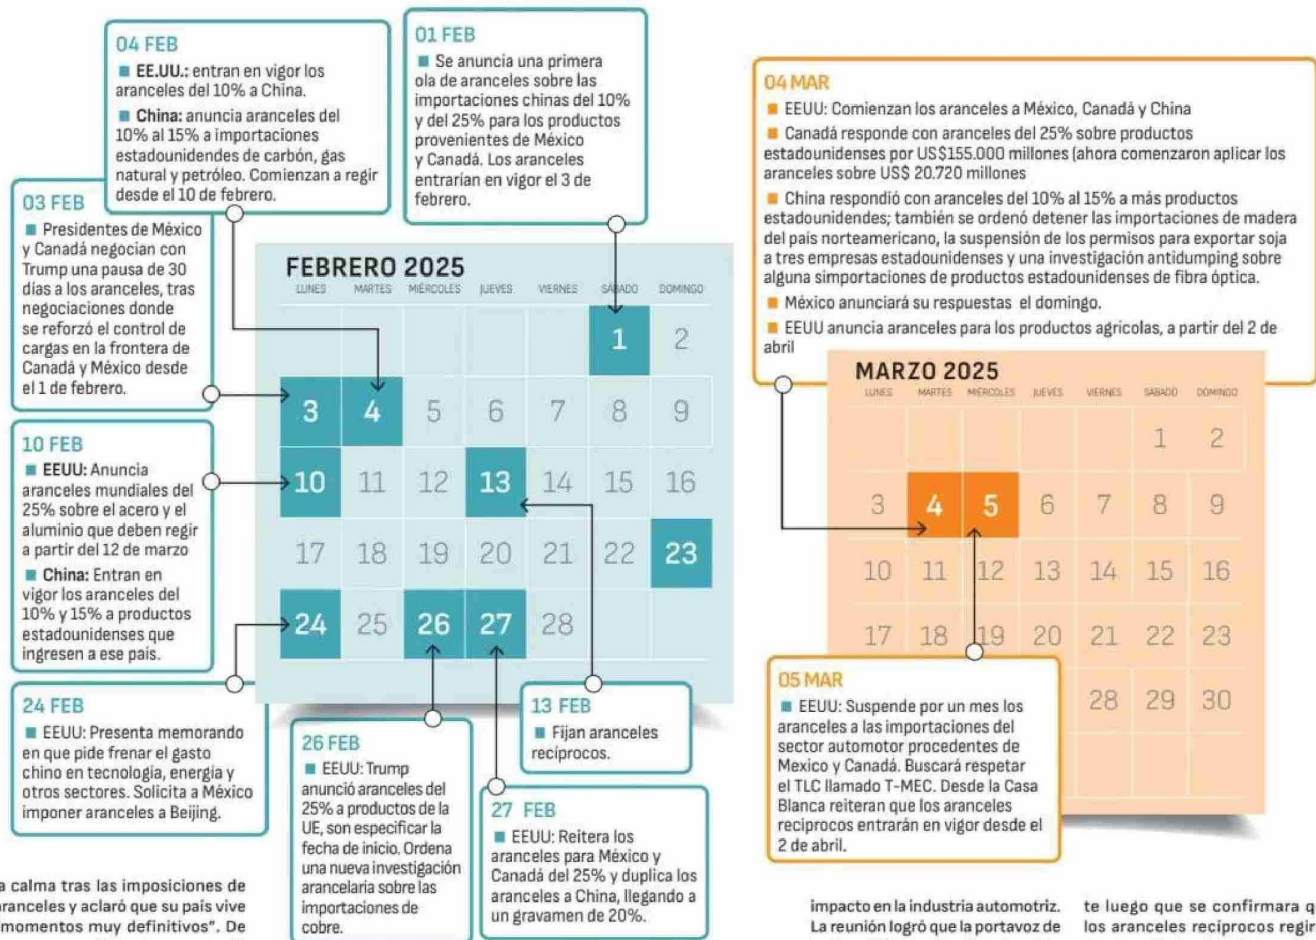 04 FEB
■ EE.UU.: entran en vigor los
aranceles del 10% a China.
■ China: anuncia aranceles del
10% al 15% a importaciones
estadounidendes de carbón, gas
natural y petróleo. Comienzan a regir
desde el 10 de febrero.
01 FEB
■ Se anuncia una primera
ola de aranceles sobre las
importaciones chinas del 10%
y del 25% para los productos
provenientes de México
y Canadá. Los aranceles
entrarían en vigor el 3 de
febrero.
03 FEB
■ Presidentes de México
y Canadá negocian con
Trump una pausa de 30
días a los aranceles, tras
negociaciones donde
se reforzó el control de
cargas en la frontera de
Canadá y México desde
el 1 de febrero.
10 FEB
■ EEUU: Anuncia
aranceles mundiales del
25% sobre el acero y el
aluminio que deben regir
a partir del 12 de marzo
■ China: Entran en
vigor los aranceles del
10% y 15% a productos
estadounidenses que
ingresen a ese país.
24 FEB
■ EEUU: Presenta memorando
en que pide frenar el gasto
chino en tecnología, energía y
otros sectores. Solicita a México
imponer aranceles a Beijing.
FEBRERO 2025
LUNES MARTES MIÉRCOLES JUEVES VIERNES SÁBADO DOMINGO
1 2
3 4 5 6 7 8 9
10 11 12 13 14 15 16
17 18 19 20 21 22 23
24 25 26 27 28
26 FEB
■ EEUU: Trump
anunció aranceles del
25% a productos de la
UE, son especificar la
fecha de inicio. Ordena
una nueva investigación
arancelaria sobre las
importaciones de
cobre.
13 FEB
■ Fijan aranceles
recíprocos.
27 FEB
■ EEUU: Reitera los
aranceles para México y
Canadá del 25% y duplica los
aranceles a China, llegando a
un gravamen de 20%.
04 MAR
■ EEUU: Comienzan los aranceles a México, Canadá y China
■ Canadá responde con aranceles del 25% sobre productos
estadounidenses por US$155.000 millones (ahora comenzaron aplicar los
aranceles sobre US$ 20.720 millones
■ China respondió con aranceles del 10% al 15% a más productos
estadounidendes; también se ordenó detener las importaciones de madera
del país norteamericano, la suspensión de los permisos para exportar soja
a tres empresas estadounidenses y una investigación antidumping sobre
alguna simportaciones de productos estadounidenses de fibra óptica.
■ México anunciará su respuestas el domingo.
■ EEUU anuncia aranceles para los productos agrícolas, a partir del 2 de
abril
MARZO 2025
LUNES MARTES MIÉRCOLES JUEVES VIERNES SÁBADO DOMINGO
1 2
3 4 5 6 7 8 9
10 11 12 13 14 15 16
17 18 19 20 21 22 23
28 29 30
05 MAR
■ EEUU: Suspende por un mes los
aranceles a las importaciones del
sector automotor procedentes de
Mexico y Canadá. Buscará respetar
el TLC llamado T-MEC. Desde la Casa
Blanca reiteran que los aranceles
reciprocos entrarán en vigor desde el
2 de abril.
a calma tras las imposiciones de
aranceles y aclaró que su país vive
momentos muy definitivos". De
impacto en la industria automotriz.
La reunión logró que la portavoz de
te luego que se confirmara q
los aranceles recíprocos regir